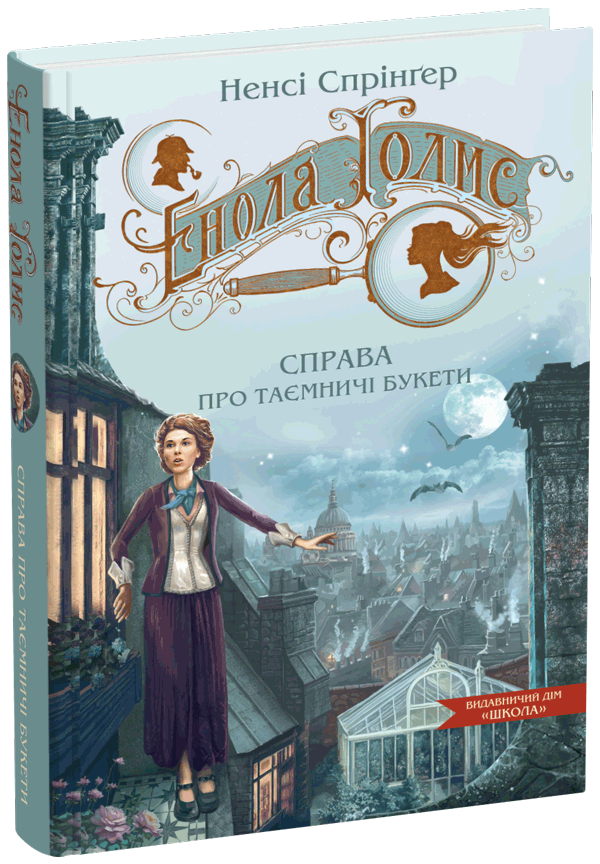 Ненсі Спрінґер
Енола Голмс
СПРАВА
ПРО ТАЄМНИЧІ БУКЕТИ
ВИДАВНИЧИЙ ДІМ
«ШКОЛА»
Енола Голмс
СПРАВА ПРО ТАЄМНИЧІ БУКЕТИ